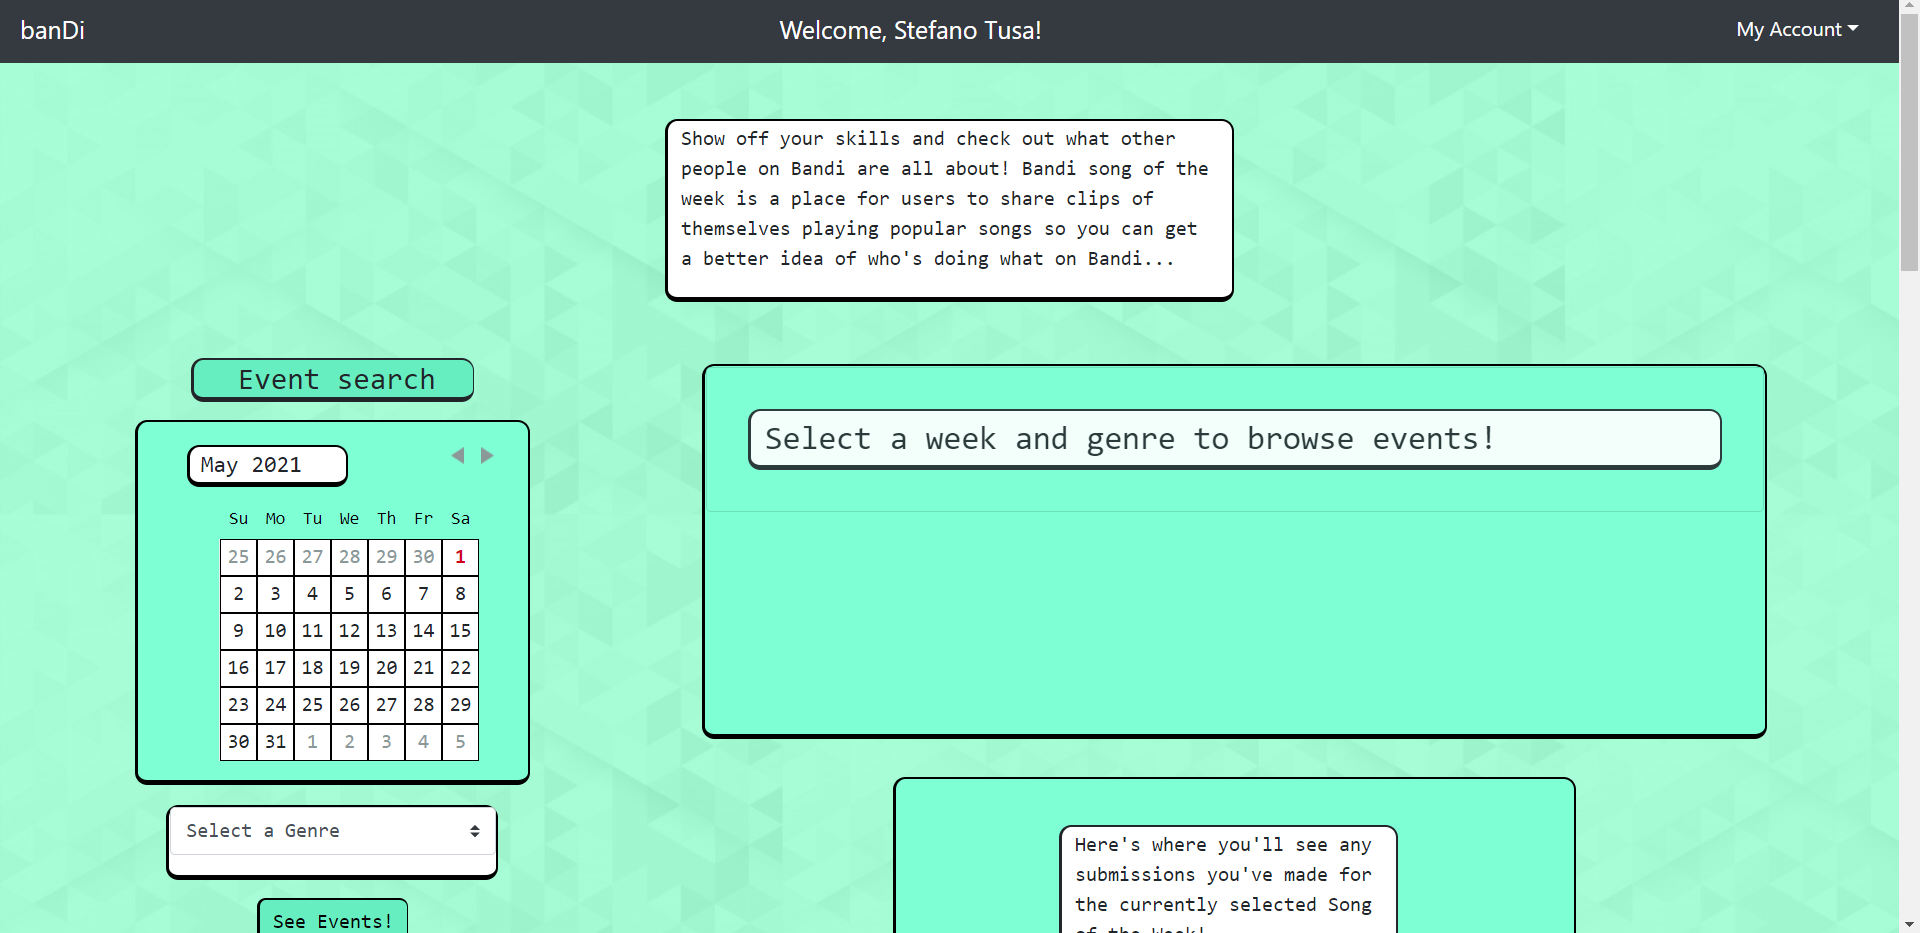 banDi
Welcome, Stefano Tusa!
My Account
Show off your skills and check out what other
people on Bandi are all about! Bandi song of the
week is a place for users to share clips of
themselves playing popular songs so you can get
a better idea of who's doing what on Bandi...
Event search
May 2021
Su Mo Tu We Th Fr Sa
25 26 27 28 29 30 1
2 3 4 5 6 7 8
9 10 11 12 13 14 15
16 17 18 19 20 21 22
23 24 25 26 27 28 29
30 31 1 2 3 4 5
Select a Genre
See Events!
Select a week and genre to browse events!
Here's where you'll see any
submissions you've made for
the currently selected Song
of the Week!